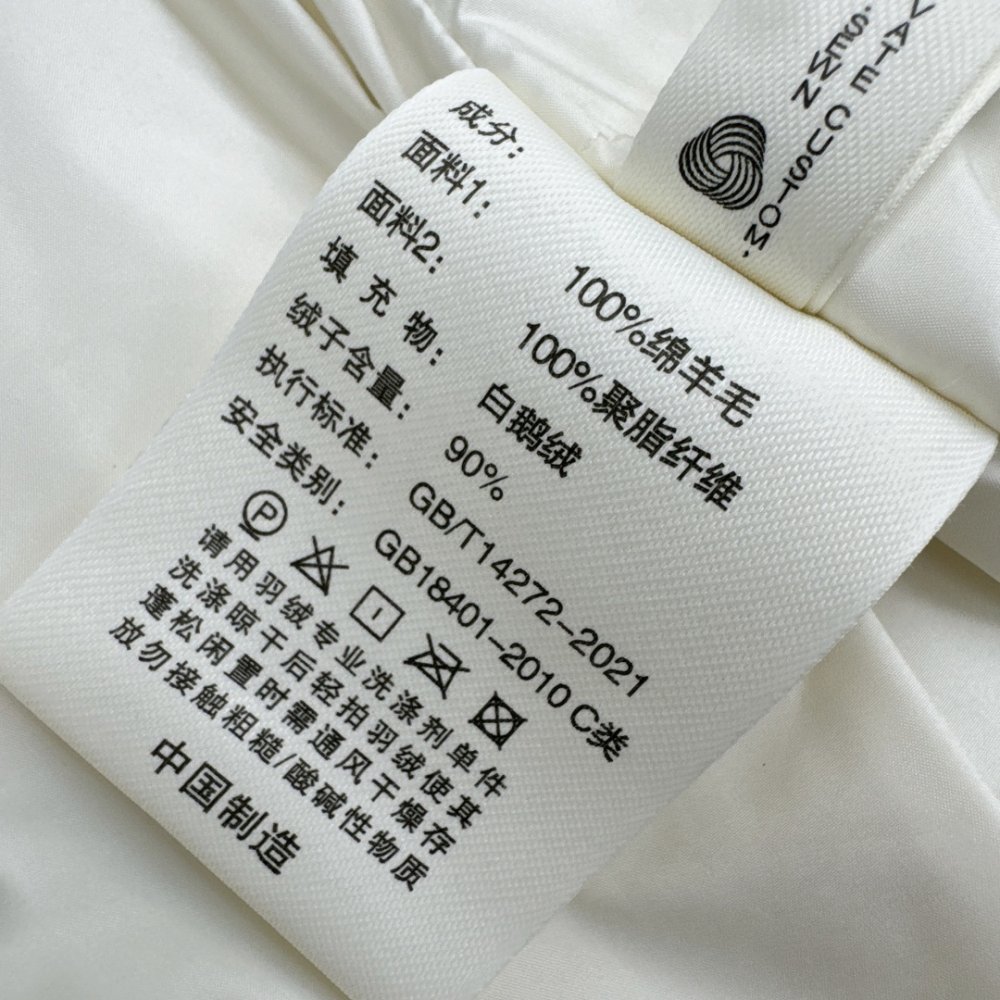 成分：
面料1： 100%绵羊毛
面料2： 100%聚脂纤维
填充物： 白鹅绒
绒子含量： 90%
执行标准： GB/T14272-2021
安全类别： GB18401-2010 C类
P
请用羽绒专业洗涤剂单件
洗涤晾干后轻拍羽绒使其
蓬松闲置时需通风干燥存
放勿接触粗糙/酸碱性物质
中国制造
VATE CUSTOM.
.SEWN